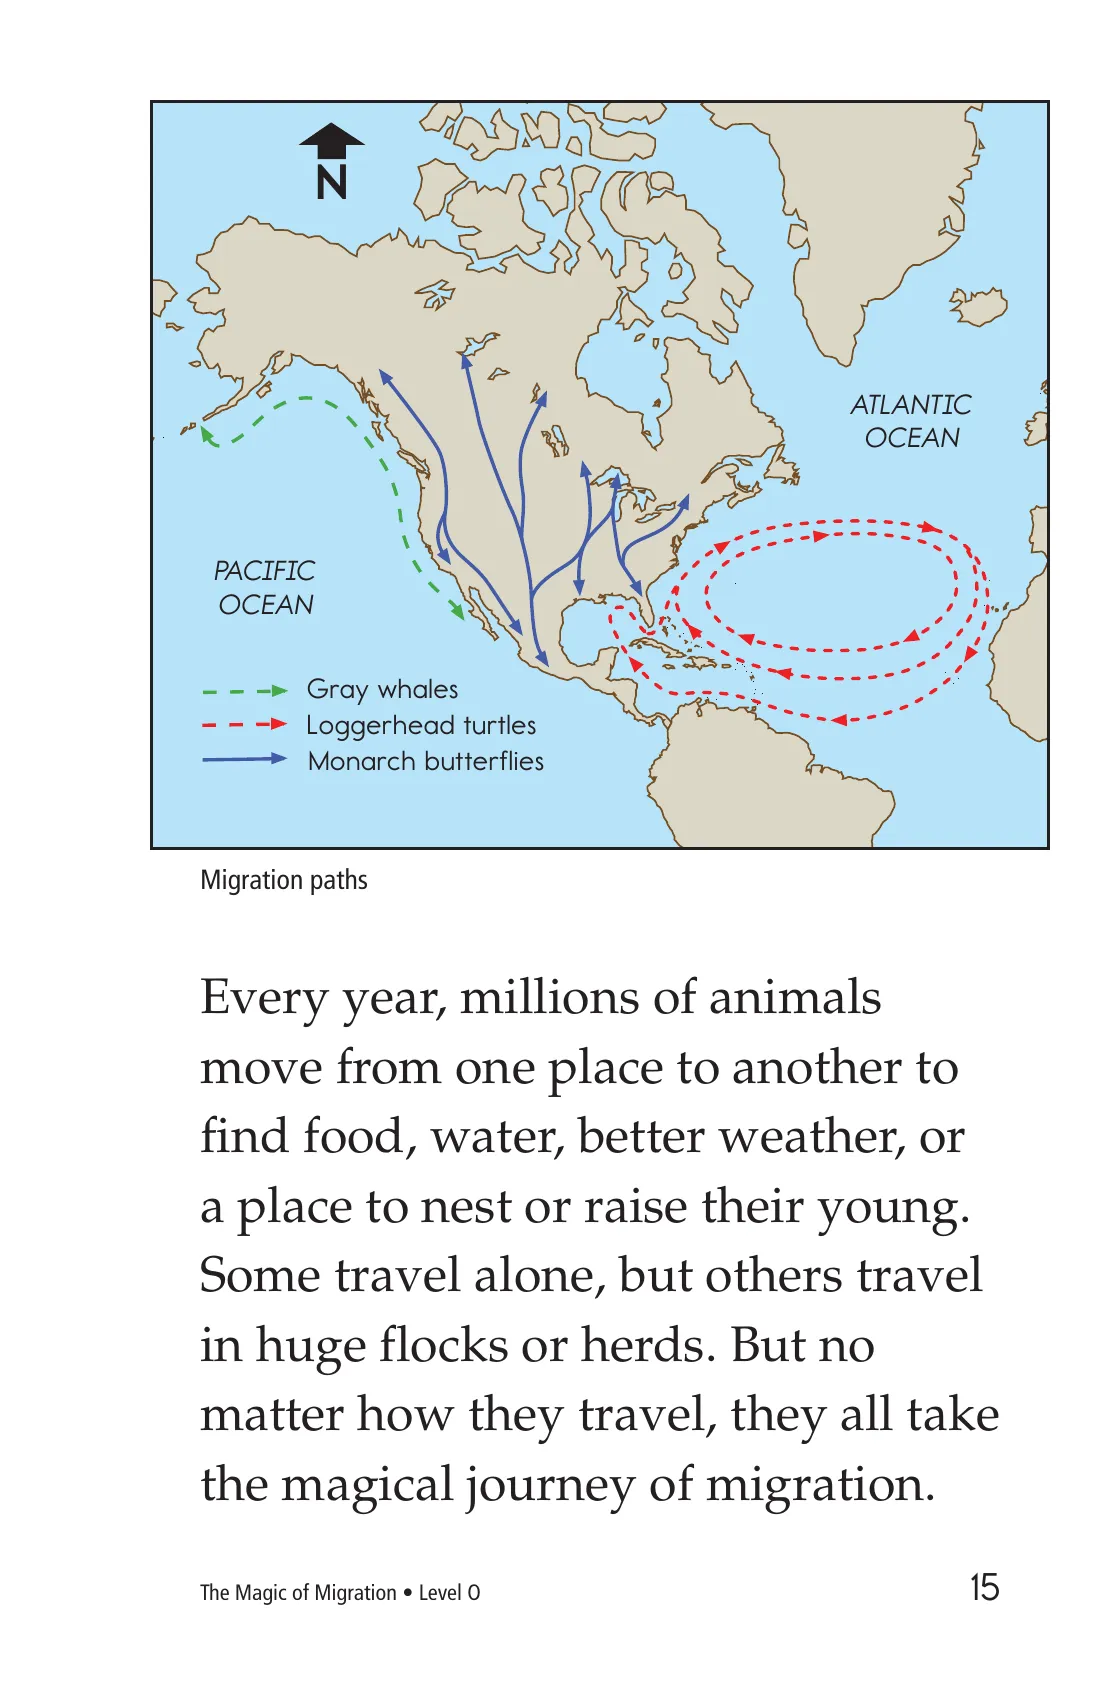 N
ATLANTIC
OCEAN
PACIFIC
OCEAN
Gray whales
Loggerhead turtles
Monarch butterflies
Migration paths
Every year, millions of animals
move from one place to another to
find food, water, better weather, or
a place to nest or raise their young.
Some travel alone, but others travel
in huge flocks or herds. But no
matter how they travel, they all take
the magical journey of migration.
The Magic of Migration • Level O
15